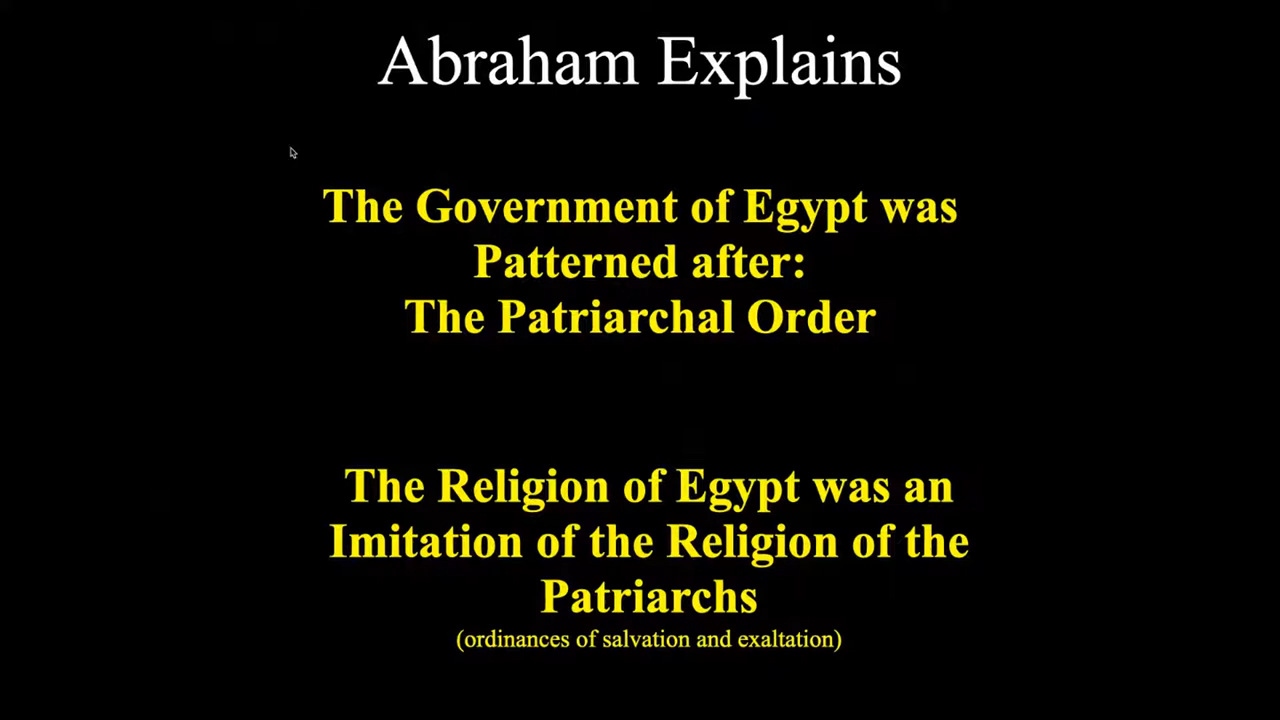 Abraham Explains
The Government of Egypt was
Patterned after:
The Patriarchal Order
The Religion of Egypt was an
Imitation of the Religion of the
Patriarchs
(ordinances of salvation and exaltation)